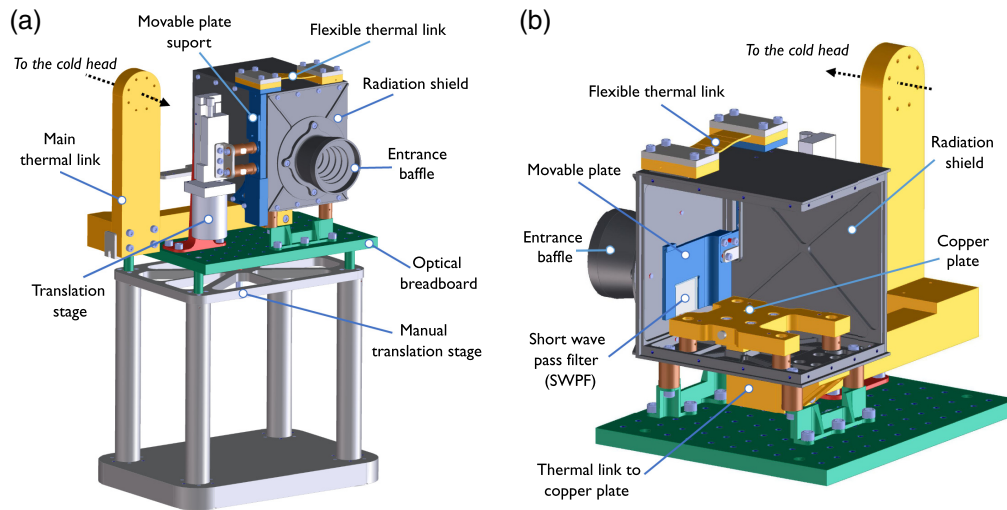 (a)
Movable plate
suport
Flexible thermal link
To the cold head
Radiation shield
Main
thermal link
Entrance
baffle
Translation
stage
Optical
breadboard
Manual
translation stage
(b)
To the cold head
Flexible thermal link
Movable plate
Radiation
shield
Entrance
baffle
Copper
plate
Short wave
pass filter
(SWPF)
Thermal link to
copper plate